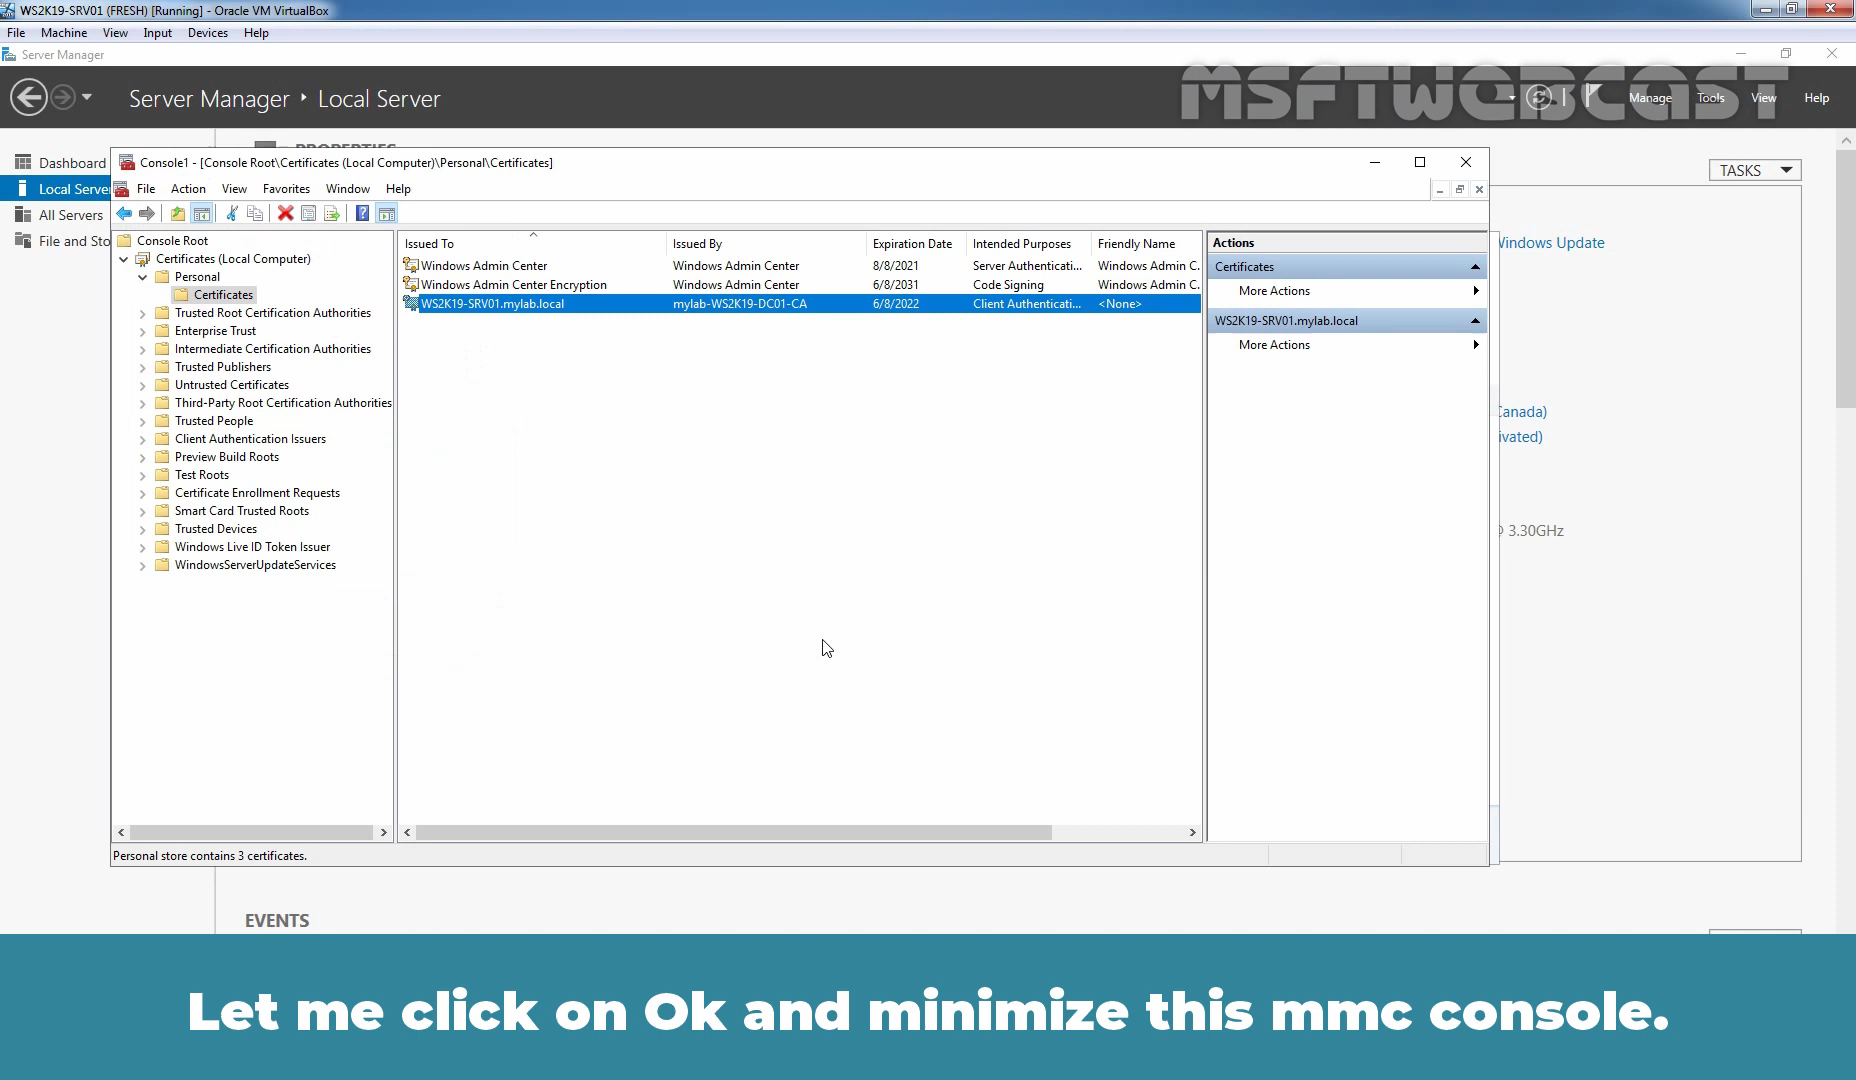 WS2K19-SRV01 (FRESH) [Running] - Oracle VM VirtualBox
File Machine View Input Devices Help
Server Manager
Server Manager ‣ Local Server
MSFTWEBCAST
Manage Tools View Help
Dashboard
Local Serve
All Servers
File and Sto
PROPERTIES
TASKS
Windows Update
Canada)
ivated)
@ 3.30GHz
EVENTS
Console1 - [Console Root\Certificates (Local Computer)\Personal\Certificates]
File Action View Favorites Window Help
Console Root
Certificates (Local Computer)
Personal
Certificates
Trusted Root Certification Authorities
Enterprise Trust
Intermediate Certification Authorities
Trusted Publishers
Untrusted Certificates
Third-Party Root Certification Authorities
Trusted People
Client Authentication Issuers
Preview Build Roots
Test Roots
Certificate Enrollment Requests
Smart Card Trusted Roots
Trusted Devices
Windows Live ID Token Issuer
WindowsServerUpdateServices
Issued To Issued By Expiration Date Intended Purposes Friendly Name
Windows Admin Center Windows Admin Center 8/8/2021 Server Authenticati... Windows Admin C.
Windows Admin Center Encryption Windows Admin Center 6/8/2031 Code Signing Windows Admin C.
WS2K19-SRV01.mylab.local mylab-WS2K19-DC01-CA 6/8/2022 Client Authenticati... <None>
Actions
Certificates
More Actions
WS2K19-SRV01.mylab.local
More Actions
Personal store contains 3 certificates.
Let me click on Ok and minimize this mmc console.